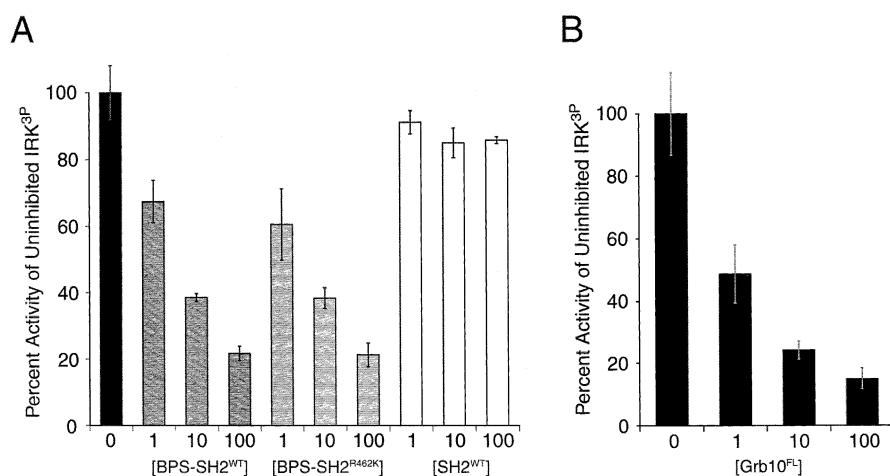 A
Percent Activity of Uninhibited IRK³ᴾ
100
80
60
40
20
0
0 1 10 100 1 10 100 1 10 100
[BPS-SH2ᵂᵀ] [BPS-SH2ᴿ⁴⁶²ᴷ] [SH2ᵂᵀ]
B
Percent Activity of Uninhibited IRK³ᴾ
100
80
60
40
20
0
0 1 10 100
[Grb10ᶠᴸ]